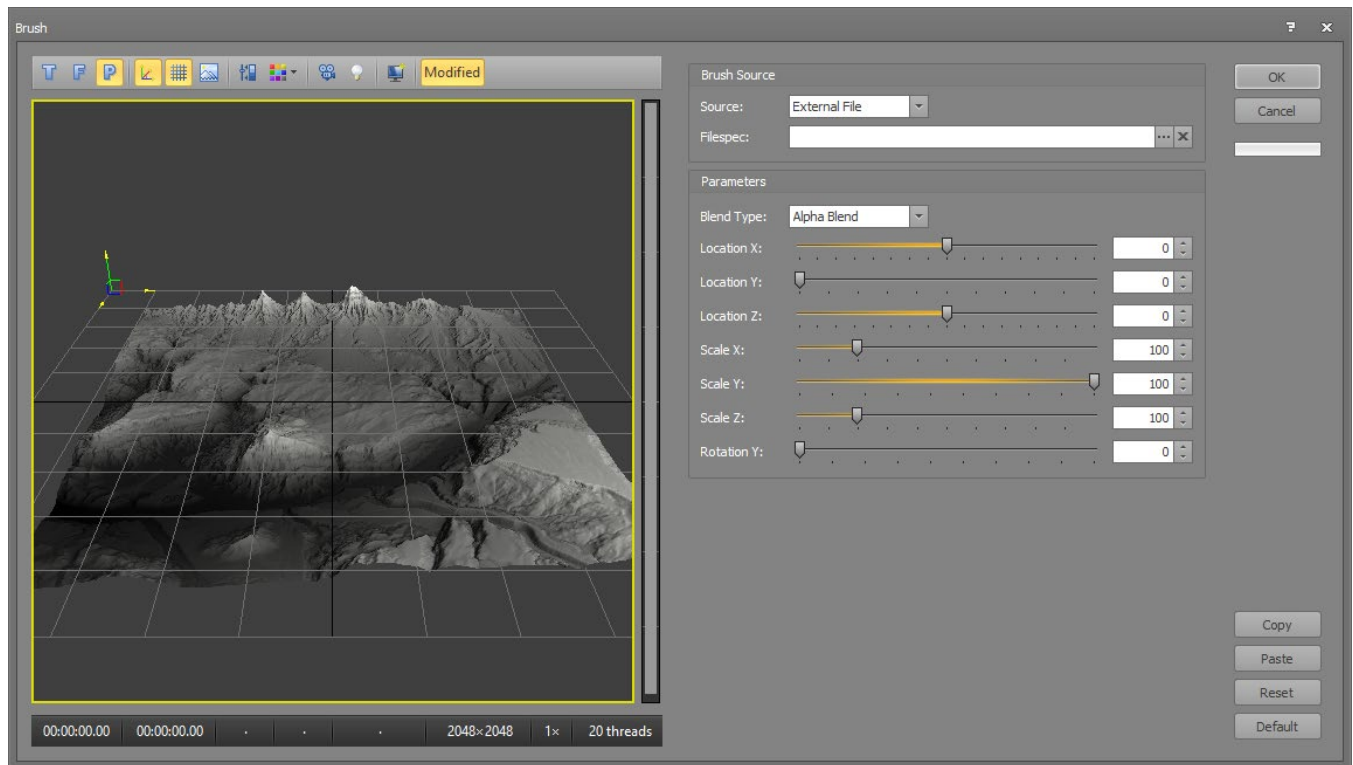 Brush
T F P Modified
Brush Source
Source: External File
Filespec:
Parameters
Blend Type: Alpha Blend
Location X: 0
Location Y: 0
Location Z: 0
Scale X: 100
Scale Y: 100
Scale Z: 100
Rotation Y: 0
OK
Cancel
Copy
Paste
Reset
Default
00:00:00.00 00:00:00.00 . . . 2048×2048 1× 20 threads